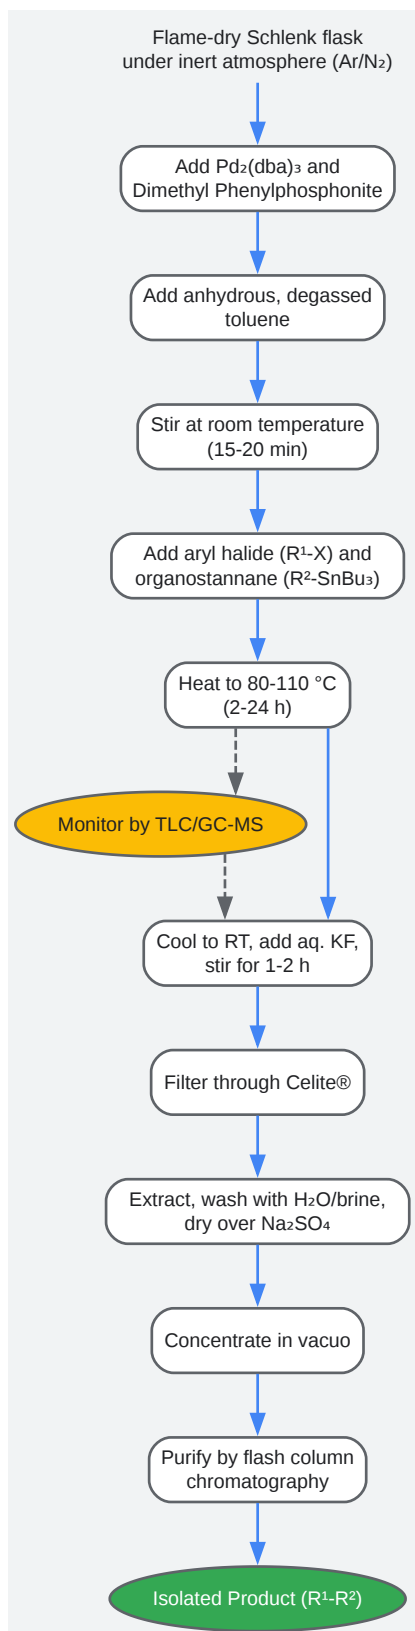 Flame-dry Schlenk flask
under inert atmosphere (Ar/N₂)
Add Pd₂(dba)₃ and
Dimethyl Phenylphosphonite
Add anhydrous, degassed
toluene
Stir at room temperature
(15-20 min)
Add aryl halide (R¹-X) and
organostannane (R²-SnBu₃)
Heat to 80-110 °C
(2-24 h)
Monitor by TLC/GC-MS
Cool to RT, add aq. KF,
stir for 1-2 h
Filter through Celite®
Extract, wash with H₂O/brine,
dry over Na₂SO₄
Concentrate in vacuo
Purify by flash column
chromatography
Isolated Product (R¹-R²)